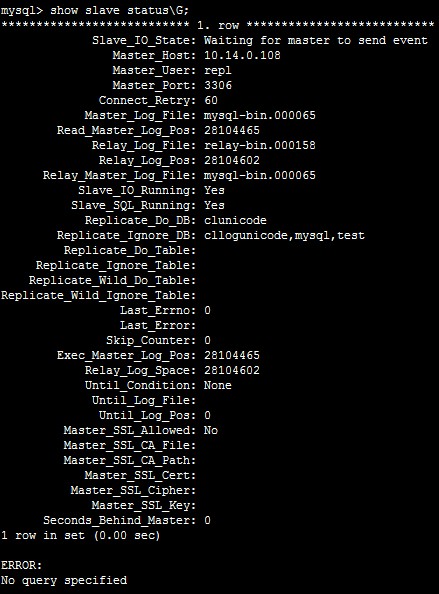 mysql> show slave status\G;
*************************** 1. row ***************************
Slave_IO_State: Waiting for master to send event
Master_Host: 10.14.0.108
Master_User: repl
Master_Port: 3306
Connect_Retry: 60
Master_Log_File: mysql-bin.000065
Read_Master_Log_Pos: 28104465
Relay_Log_File: relay-bin.000158
Relay_Log_Pos: 28104602
Relay_Master_Log_File: mysql-bin.000065
Slave_IO_Running: Yes
Slave_SQL_Running: Yes
Replicate_Do_DB: clunicode
Replicate_Ignore_DB: cllogunicode,mysql,test
Replicate_Do_Table:
Replicate_Ignore_Table:
Replicate_Wild_Do_Table:
Replicate_Wild_Ignore_Table:
Last_Errno: 0
Last_Error:
Skip_Counter: 0
Exec_Master_Log_Pos: 28104465
Relay_Log_Space: 28104602
Until_Condition: None
Until_Log_File:
Until_Log_Pos: 0
Master_SSL_Allowed: No
Master_SSL_CA_File:
Master_SSL_CA_Path:
Master_SSL_Cert:
Master_SSL_Cipher:
Master_SSL_Key:
Seconds_Behind_Master: 0
1 row in set (0.00 sec)
ERROR:
No query specified